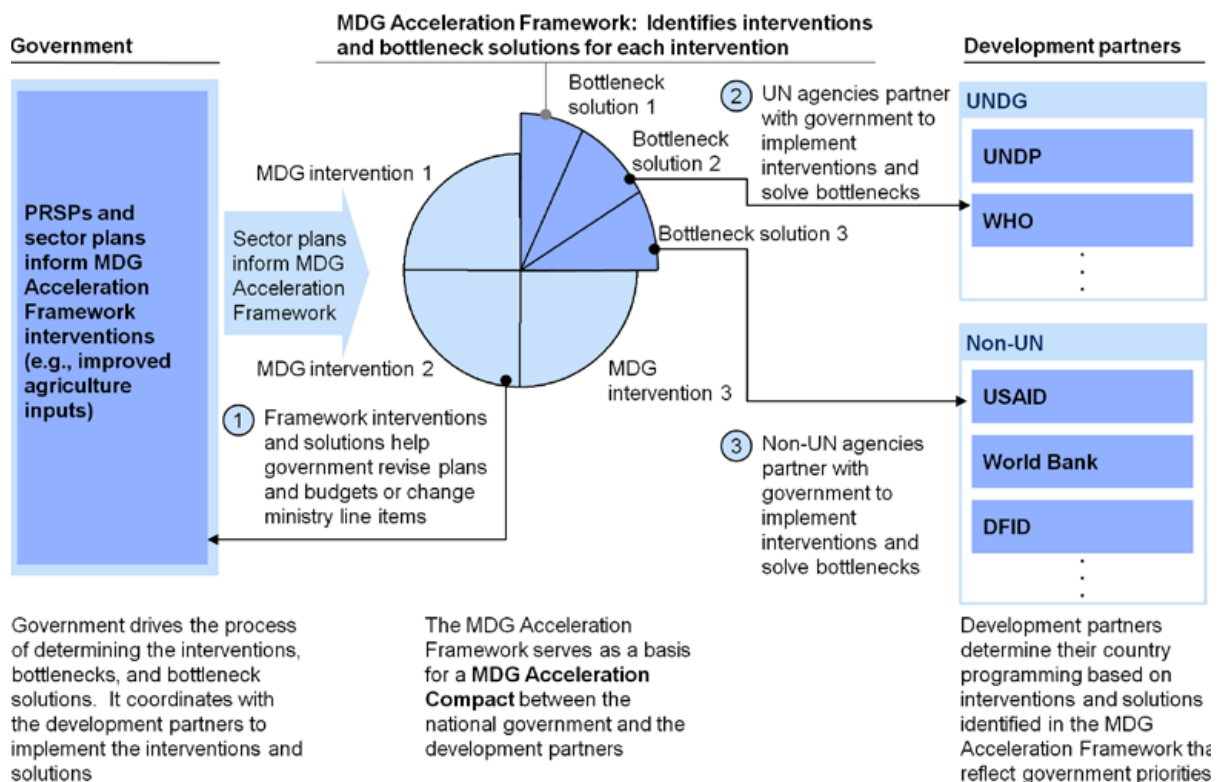 MDG Acceleration Framework: Identifies interventions
and bottleneck solutions for each intervention
Government
Development partners
PRSPs and
sector plans
inform MDG
Acceleration
Framework
interventions
(e.g., improved
agriculture
inputs)
Sector plans
inform MDG
Acceleration
Framework
MDG intervention 1
MDG intervention 2
MDG
intervention 3
Bottleneck
solution 1
Bottleneck
solution 2
Bottleneck solution 3
1
Framework interventions
and solutions help
government revise plans
and budgets or change
ministry line items
2
UN agencies partner
with government to
implement
interventions and
solve bottlenecks
3
Non-UN agencies
partner with
government to
implement
interventions and
solve bottlenecks
UNDG
UNDP
WHO
Non-UN
USAID
World Bank
DFID
Government drives the process
of determining the interventions,
bottlenecks, and bottleneck
solutions. It coordinates with
the development partners to
implement the interventions and
solutions
The MDG Acceleration
Framework serves as a basis
for a MDG Acceleration
Compact between the
national government and the
development partners
Development partners
determine their country
programming based on
interventions and solutions
identified in the MDG
Acceleration Framework tha
reflect government priorities